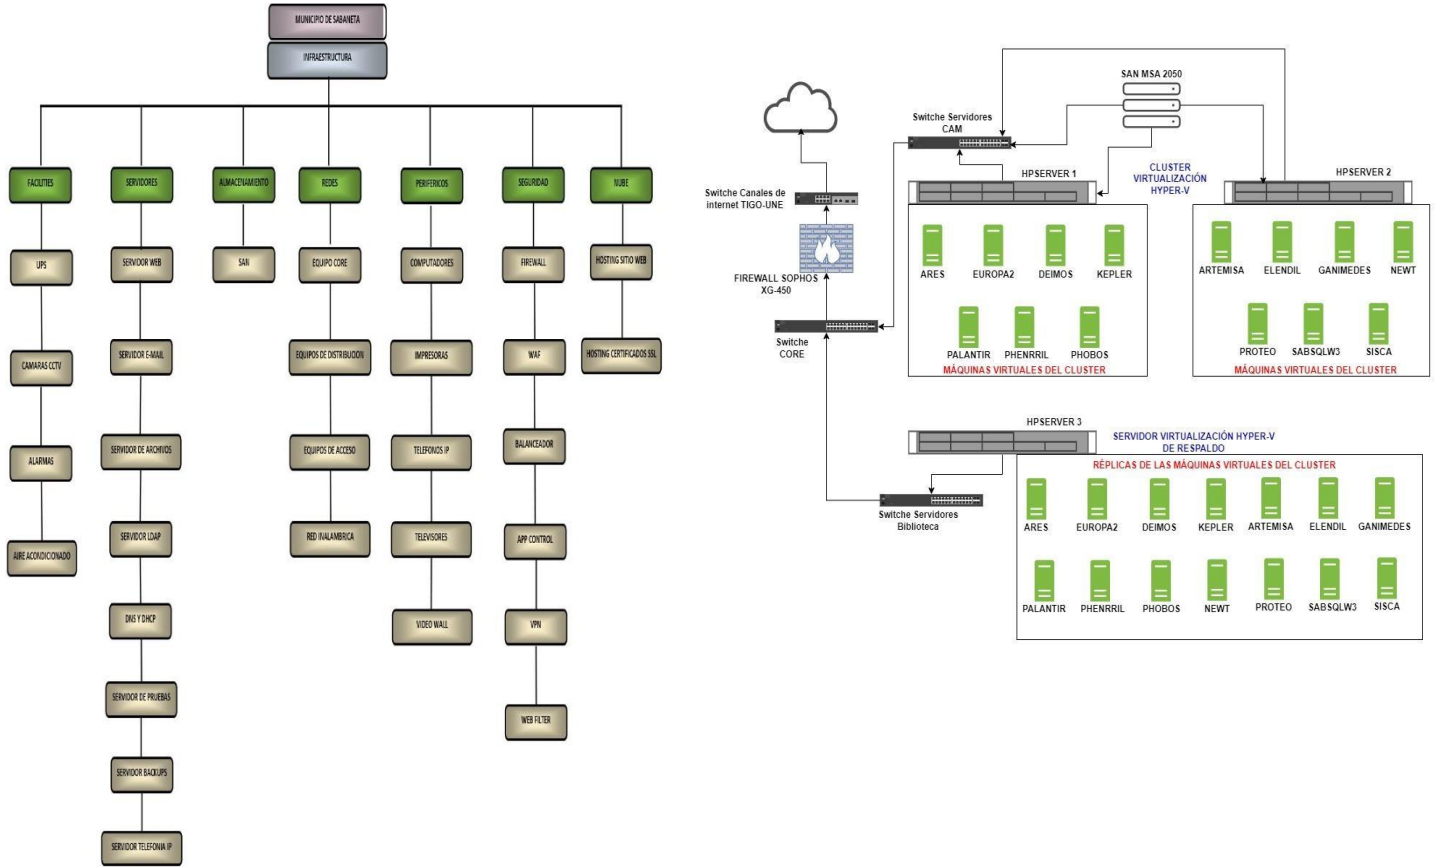 MUNICIPIO DE SABANETA
INFRAESTRUCTURA
FACILITIES
UPS
CAMARAS CCTV
ALARMAS
AIRE ACONDICIONADO
SERVIDORES
SERVIDOR WEB
SERVIDOR E-MAIL
SERVIDOR DE ARCHIVOS
SERVIDOR LDAP
DNS Y DHCP
SERVIDOR DE PRUEBAS
SERVIDOR BACKUPS
SERVIDOR TELEFONIA IP
ALMACENAMIENTO
SAN
REDES
EQUIPO CORE
EQUIPOS DE DISTRIBUCION
EQUIPOS DE ACCESO
RED INALAMBRICA
PERIFERICOS
COMPUTADORES
IMPRESORAS
TELEFONOS IP
TELEVISORES
VIDEO WALL
SEGURIDAD
FIREWALL
WAF
BALANCEADOR
APP CONTROL
VPN
WEB FILTER
NUBE
HOSTING SITIO WEB
HOSTING CERTIFICADOS SSL
SAN MSA 2050
Switche Servidores
CAM
Switche Canales de
internet TIGO-UNE
FIREWALL SOPHOS
XG-450
Switche
CORE
HPSERVER 1
CLUSTER
VIRTUALIZACIÓN
HYPER-V
HPSERVER 2
ARES
EUROPA2
DEIMOS
KEPLER
PALANTIR
PHENRRIL
PHOBOS
MÁQUINAS VIRTUALES DEL CLUSTER
ARTEMISA
ELENDIL
GANIMEDES
NEWT
PROTEO
SABSQLW3
SISCA
MÁQUINAS VIRTUALES DEL CLUSTER
HPSERVER 3
SERVIDOR VIRTUALIZACIÓN HYPER-V
DE RESPALDO
Switche Servidores
Biblioteca
RÉPLICAS DE LAS MÁQUINAS VIRTUALES DEL CLUSTER
ARES
EUROPA2
DEIMOS
KEPLER
ARTEMISA
ELENDIL
GANIMEDES
PALANTIR
PHENRRIL
PHOBOS
NEWT
PROTEO
SABSQLW3
SISCA